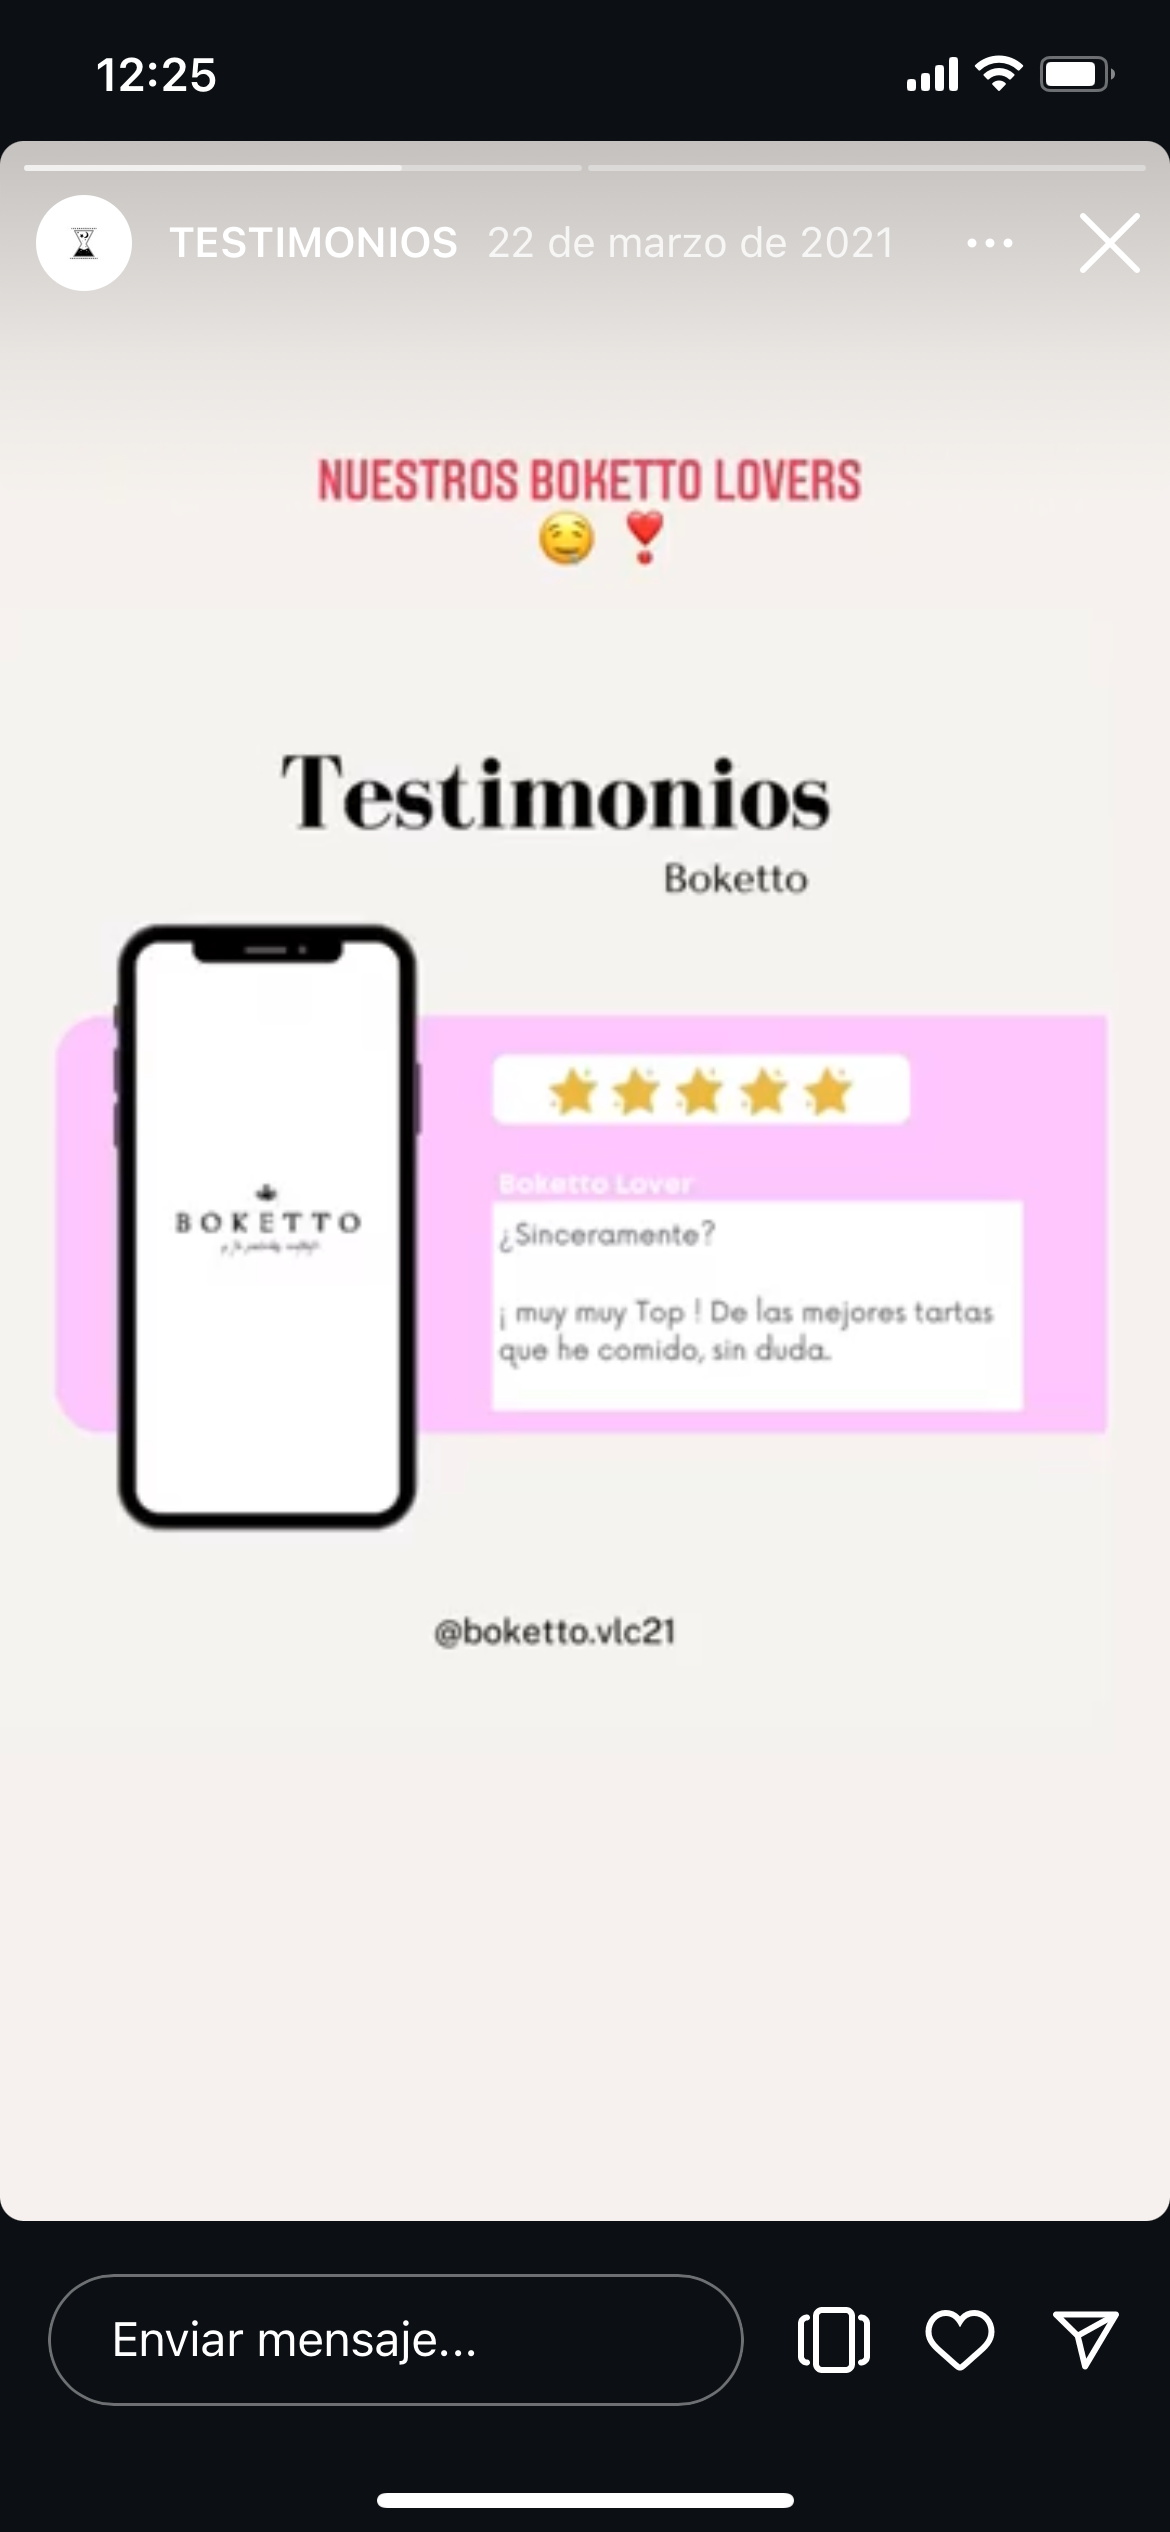 12:25
TESTIMONIOS 22 de marzo de 2021
NUESTROS BOKETTO LOVERS
Testimonios
Boketto
BOKETTO
Boketto Lover
¿Sinceramente?
¡ muy muy Top ! De las mejores tartas
que he comido, sin duda.
@boketto.vlc21
Enviar mensaje...